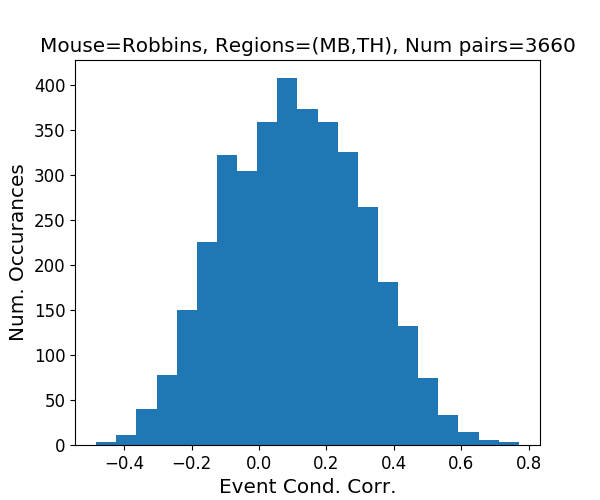 Mouse=Robbins, Regions=(MB,TH), Num pairs=3660
400
350
300
250
200
150
100
50
0
Num. Occurances
−0.4 −0.2 0.0 0.2 0.4 0.6 0.8
Event Cond. Corr.